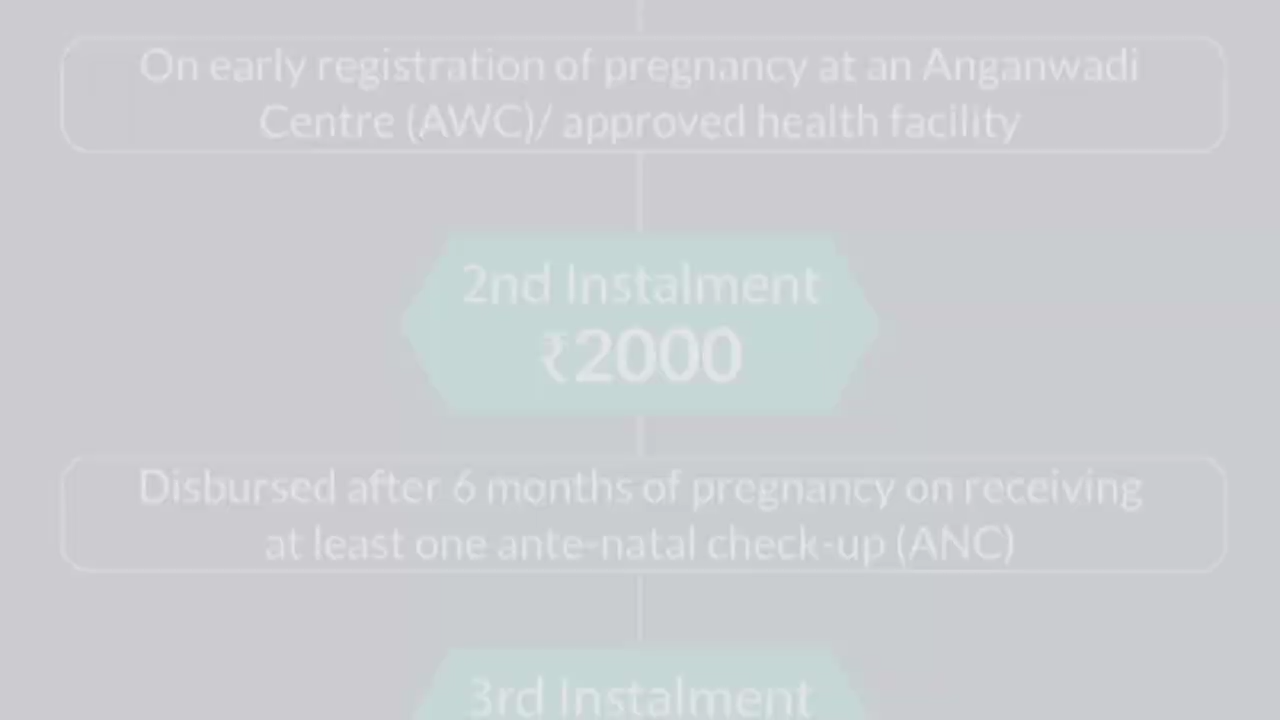 On early registration of pregnancy at an Anganwadi
Centre (AWC)/ approved health facility
2nd Instalment
₹2000
Disbursed after 6 months of pregnancy on receiving
at least one ante-natal check-up (ANC)
3rd Instalment